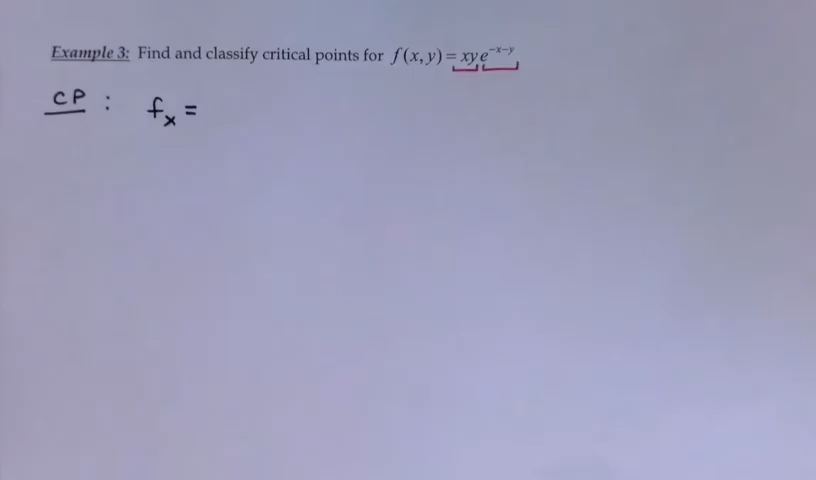 Example 3: Find and classify critical points for f(x, y) = xye^{-x-y}
CP : f_x =